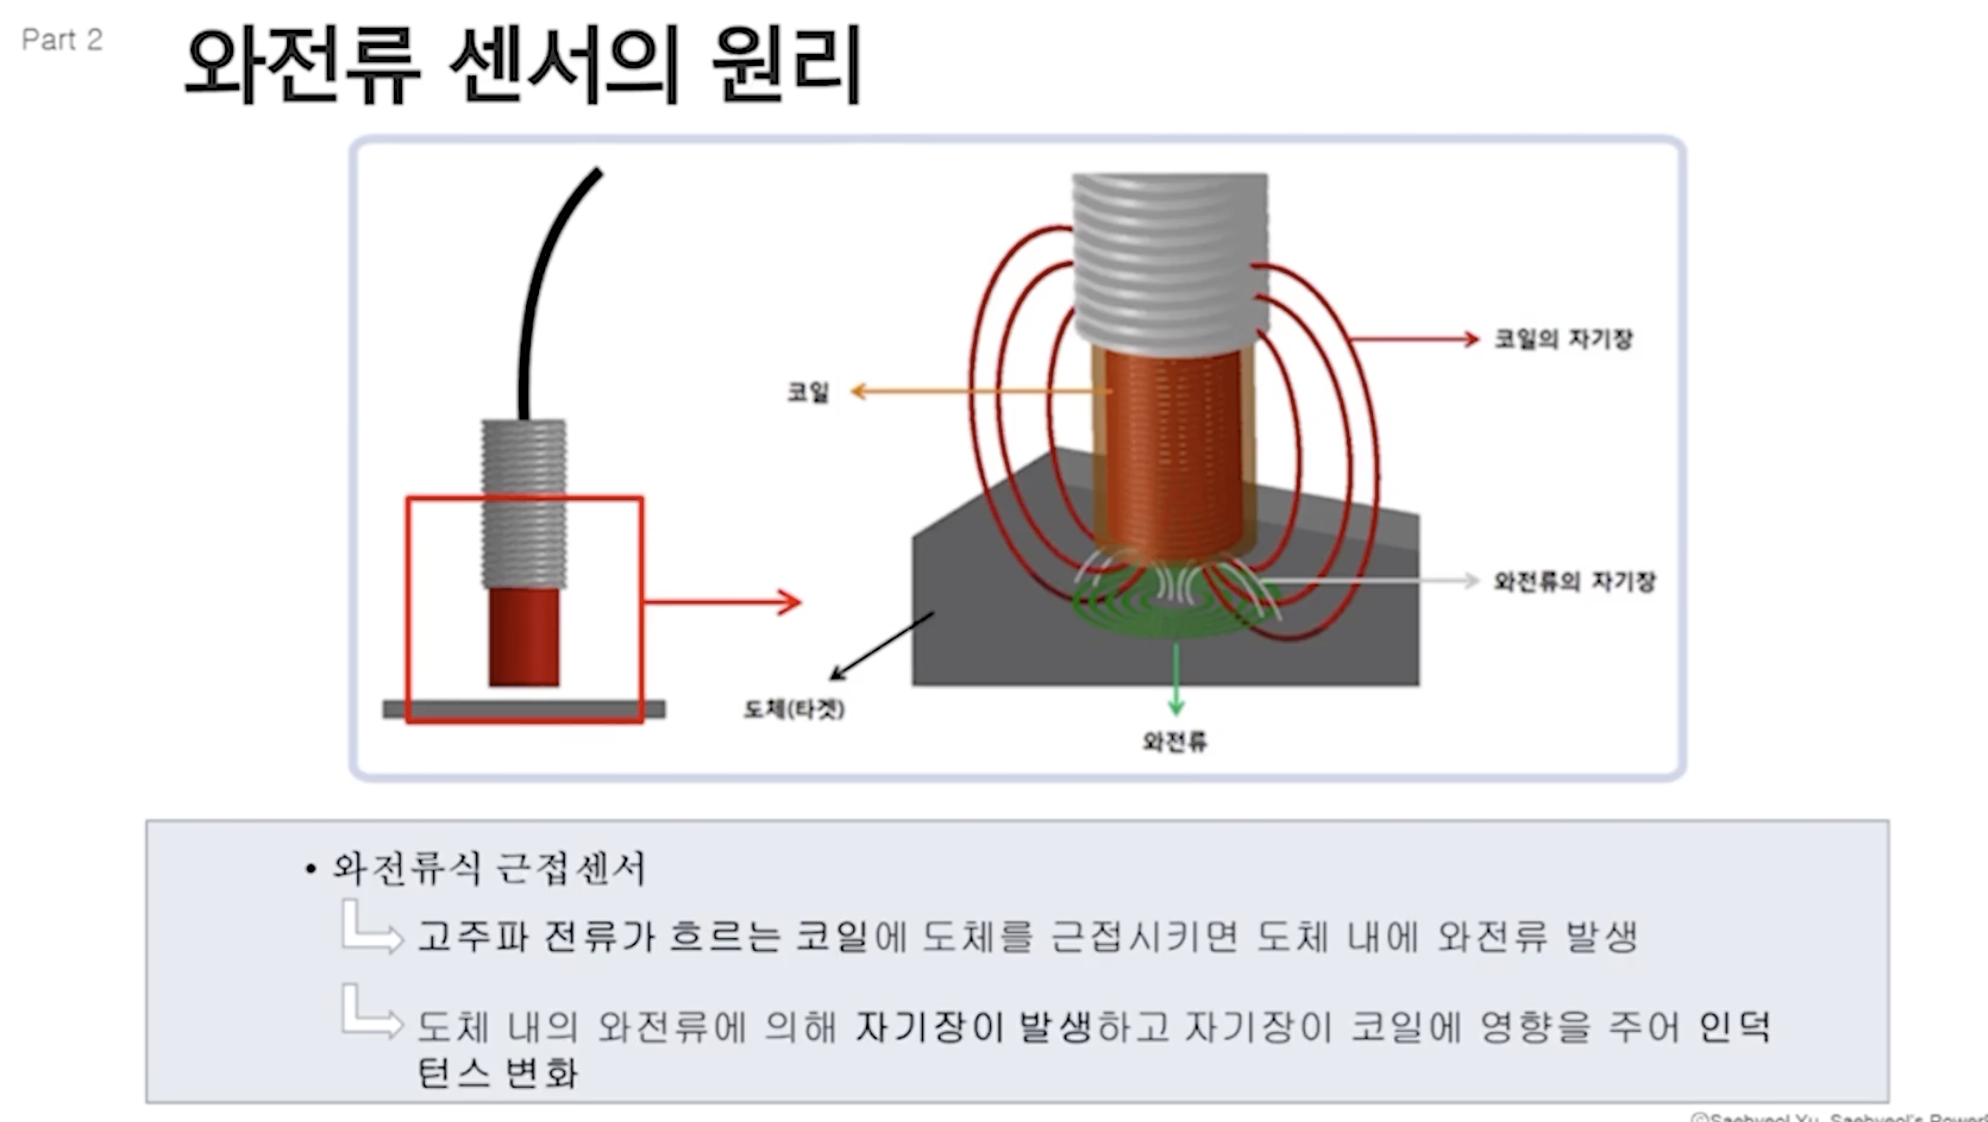 Part 2
와전류 센서의 원리
코일의 자기장
코일
와전류의 자기장
도체(타겟)
와전류
• 와전류식 근접센서
고주파 전류가 흐르는 코일에 도체를 근접시키면 도체 내에 와전류 발생
도체 내의 와전류에 의해 자기장이 발생하고 자기장이 코일에 영향을 주어 인덕
턴스 변화
©Saebyeol Yu. Saebyeol's